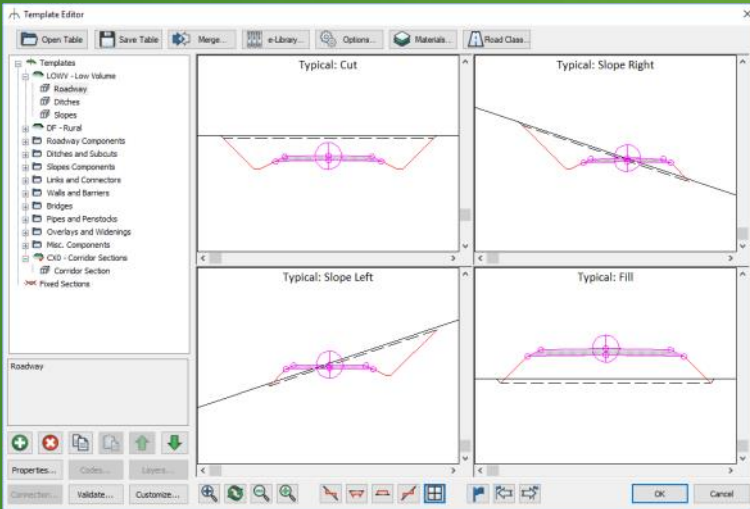 Template Editor
Open Table
Save Table
Merge...
e-Library...
Options...
Materials...
Road Class...
Templates
LOWV - Low Volume
Roadway
Ditches
Slopes
DF - Rural
Roadway Components
Ditches and Subcuts
Slopes Components
Links and Connectors
Walls and Barriers
Bridges
Pipes and Penstocks
Overlays and Widenings
Misc. Components
CX0 - Corridor Sections
Corridor Section
Fixed Sections
Roadway
Properties...
Codes...
Layers...
Connection...
Validate...
Customize...
Typical: Cut
Typical: Slope Right
Typical: Slope Left
Typical: Fill
OK
Cancel